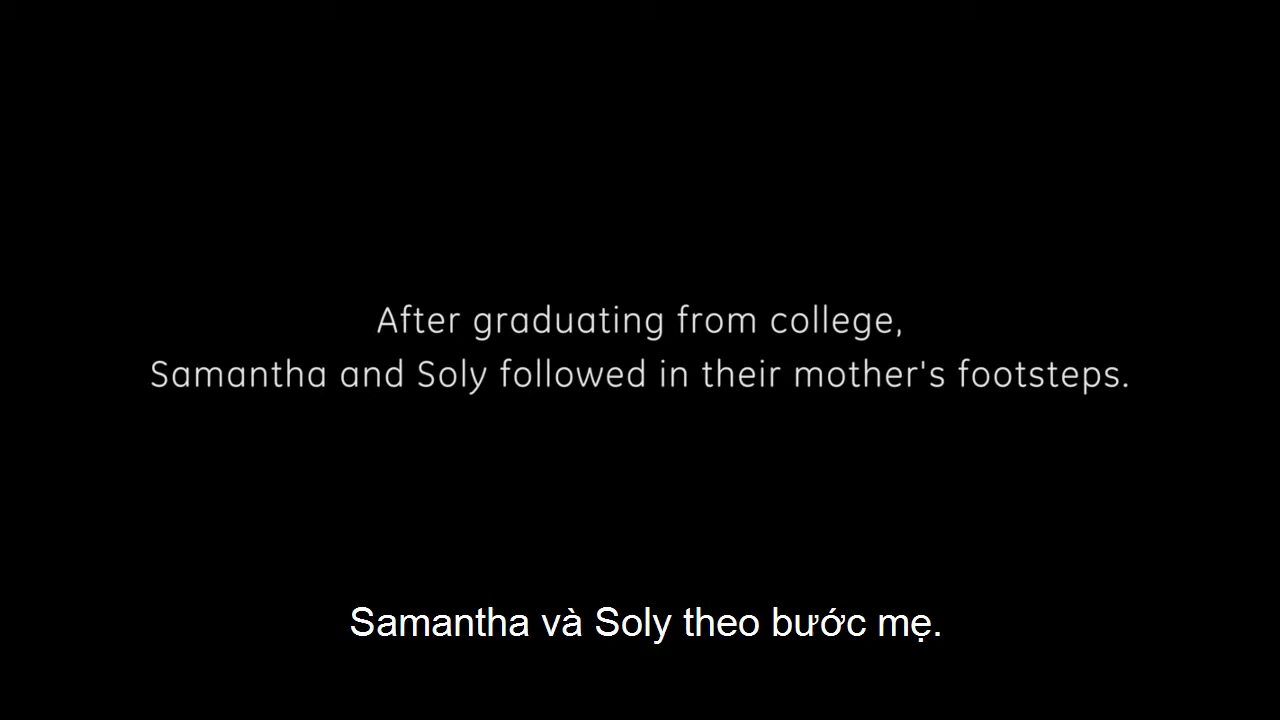 After graduating from college,
Samantha and Soly followed in their mother's footsteps.
Samantha và Soly theo bước mẹ.